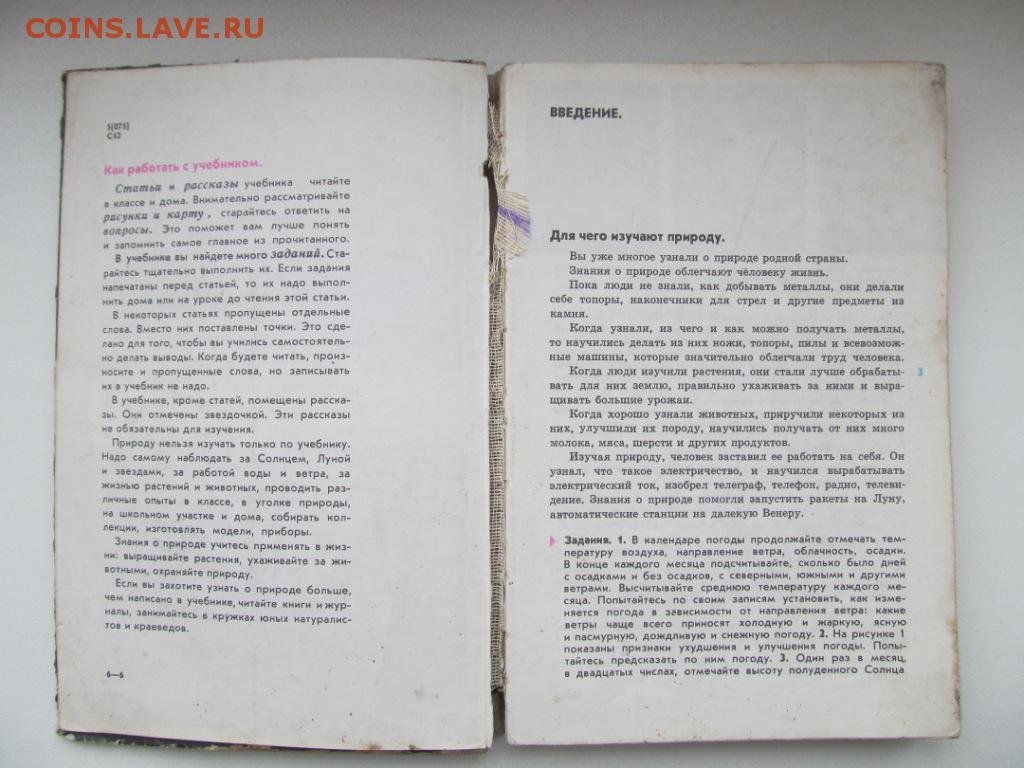 COINS.LAVE.RU
5(075)
С42
Как работать с учебником.
Статьи и рассказы учебника читайте
в классе и дома. Внимательно рассматривайте
рисунки и карту, старайтесь ответить на
вопросы. Это поможет вам лучше понять
и запомнить самое главное из прочитанного.
В учебнике вы найдете много заданий. Ста-
райтесь тщательно выполнить их. Если задания
напечатаны перед статьей, то их надо выпол-
нить дома или на уроке до чтения этой статьи.
В некоторых статьях пропущены отдельные
слова. Вместо них поставлены точки. Это сде-
лано для того, чтобы вы учились самостоятель-
но делать выводы. Когда будете читать, произ-
носите и пропущенные слова, но записывать
их в учебник не надо.
В учебнике, кроме статей, помещены расска-
зы. Они отмечены звездочкой. Эти рассказы
не обязательны для изучения.
Природу нельзя изучать только по учебнику.
Надо самому наблюдать за Солнцем, Луной
и звездами, за работой воды и ветра, за
жизнью растений и животных, проводить раз-
личные опыты в классе, в уголке природы,
на школьном участке и дома, собирать кол-
лекции, изготовлять модели, приборы.
Знания о природе учитесь применять в жиз-
ни: выращивайте растения, ухаживайте за жи-
вотными, охраняйте природу.
Если вы захотите узнать о природе больше,
чем написано в учебнике, читайте книги и жур-
налы, занимайтесь в кружках юных натуралис-
тов и краеведов.
6—6
ВВЕДЕНИЕ.
Для чего изучают природу.
Вы уже многое узнали о природе родной страны.
Знания о природе облегчают человеку жизнь.
Пока люди не знали, как добывать металлы, они делали
себе топоры, наконечники для стрел и другие предметы из
камня.
Когда узнали, из чего и как можно получать металлы,
то научились делать из них ножи, топоры, пилы и всевозмож-
ные машины, которые значительно облегчали труд человека.
Когда люди изучили растения, они стали лучше обрабаты-
вать для них землю, правильно ухаживать за ними и выра-
щивать большие урожаи.
Когда хорошо узнали животных, приручили некоторых из
них, улучшили их породу, научились получать от них много
молока, мяса, шерсти и других продуктов.
Изучая природу, человек заставил ее работать на себя. Он
узнал, что такое электричество, и научился вырабатывать
электрический ток, изобрел телеграф, телефон, радио, телеви-
дение. Знания о природе помогли запустить ракеты на Луну,
автоматические станции на далекую Венеру.
3
Задания. 1. В календаре погоды продолжайте отмечать тем-
пературу воздуха, направление ветра, облачность, осадки.
В конце каждого месяца подсчитывайте, сколько было дней
с осадками и без осадков, с северными, южными и другими
ветрами. Высчитывайте среднюю температуру каждого ме-
сяца. Попытайтесь по своим записям установить, как изме-
няется погода в зависимости от направления ветра: какие
ветры чаще всего приносят холодную и жаркую, ясную
и пасмурную, дождливую и снежную погоду. 2. На рисунке 1
показаны признаки ухудшения и улучшения погоды. Попы-
тайтесь предсказать по ним погоду. 3. Один раз в месяц,
в двадцатых числах, отмечайте высоту полуденного Солнца